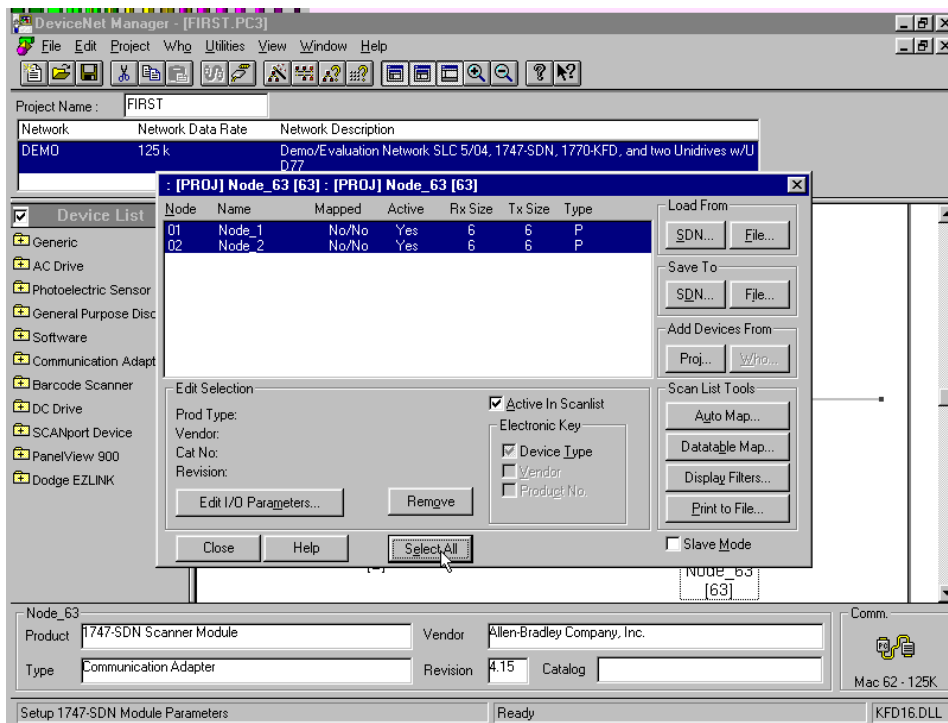 DeviceNet Manager - [FIRST.PC3]
File Edit Project Who Utilities View Window Help
Project Name : FIRST
Network Network Data Rate Network Description
DEMO 125 k Demo/Evaluation Network SLC 5/04, 1747-SDN, 1770-KFD, and two Unidrives w/U
D77
: [PROJ] Node_63 [63] : [PROJ] Node_63 [63]
Node Name Mapped Active Rx Size Tx Size Type
01 Node_1 No/No Yes 6 6 P
02 Node_2 No/No Yes 6 6 P
Load From
SDN... File...
Save To
SDN... File...
Add Devices From
Proj... Who...
Scan List Tools
Auto Map...
Datatable Map...
Display Filters...
Print to File...
Slave Mode
Edit Selection
Prod Type:
Vendor:
Cat No:
Revision:
Edit I/O Parameters...
Remove
Active In Scanlist
Electronic Key
Device Type
Vendor
Product No.
Close Help Select All
Device List
Generic
AC Drive
Photoelectric Sensor
General Purpose Disc
Software
Communication Adapt
Barcode Scanner
DC Drive
SCANport Device
PanelView 900
Dodge EZLINK
Node_63
[63]
Node_63
Product 1747-SDN Scanner Module
Vendor Allen-Bradley Company, Inc.
Type Communication Adapter
Revision 4.15 Catalog
Comm.
Mac 62 - 125K
Setup 1747-SDN Module Parameters Ready KFD16.DLL